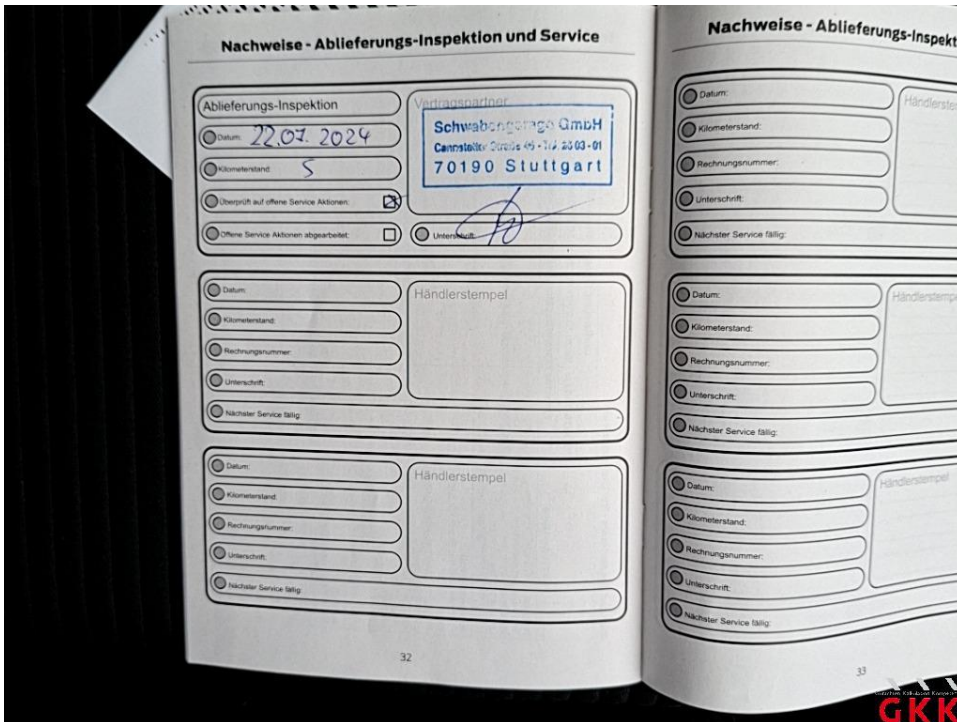 Nachweise - Ablieferungs-Inspektion und Service
Ablieferungs-Inspektion
Datum: 22.07.2024
Kilometerstand: 5
Überprüft auf offene Service Aktionen:
Offene Service Aktionen abgearbeitet:
Vertragspartner
Schwabengarage GmbH
70190 Stuttgart
Unterschrift:
Datum:
Kilometerstand:
Rechnungsnummer:
Unterschrift:
Nächster Service fällig:
Händlerstempel
Datum:
Kilometerstand:
Rechnungsnummer:
Unterschrift:
Nächster Service fällig:
Händlerstempel
32
Nachweise - Ablieferungs-Inspekt
Datum:
Kilometerstand:
Rechnungsnummer:
Unterschrift:
Nächster Service fällig:
Händlerste
Datum:
Kilometerstand:
Rechnungsnummer:
Unterschrift:
Nächster Service fällig:
Händlerstemp
Datum:
Kilometerstand:
Rechnungsnummer:
Unterschrift:
Nächster Service fällig:
Händlerstempel
33
GKK